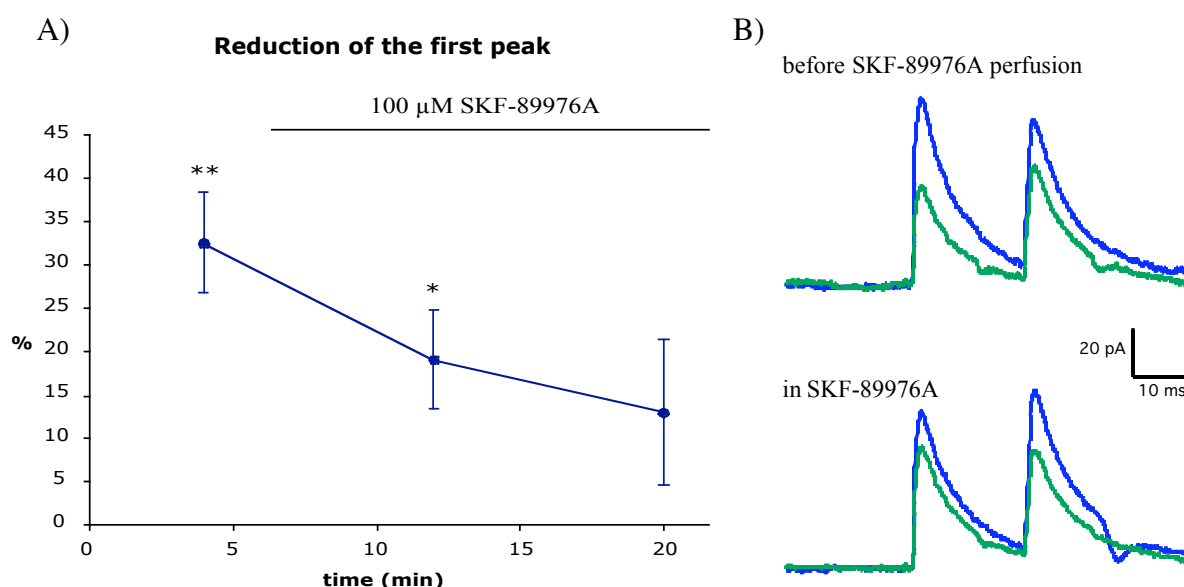 A)
Reduction of the first peak
100 µM SKF-89976A
45
40
35
30
25
20
15
10
5
0
%
**
*
0
5
10
15
20
time (min)
B)
before SKF-89976A perfusion
20 pA
10 ms
in SKF-89976A